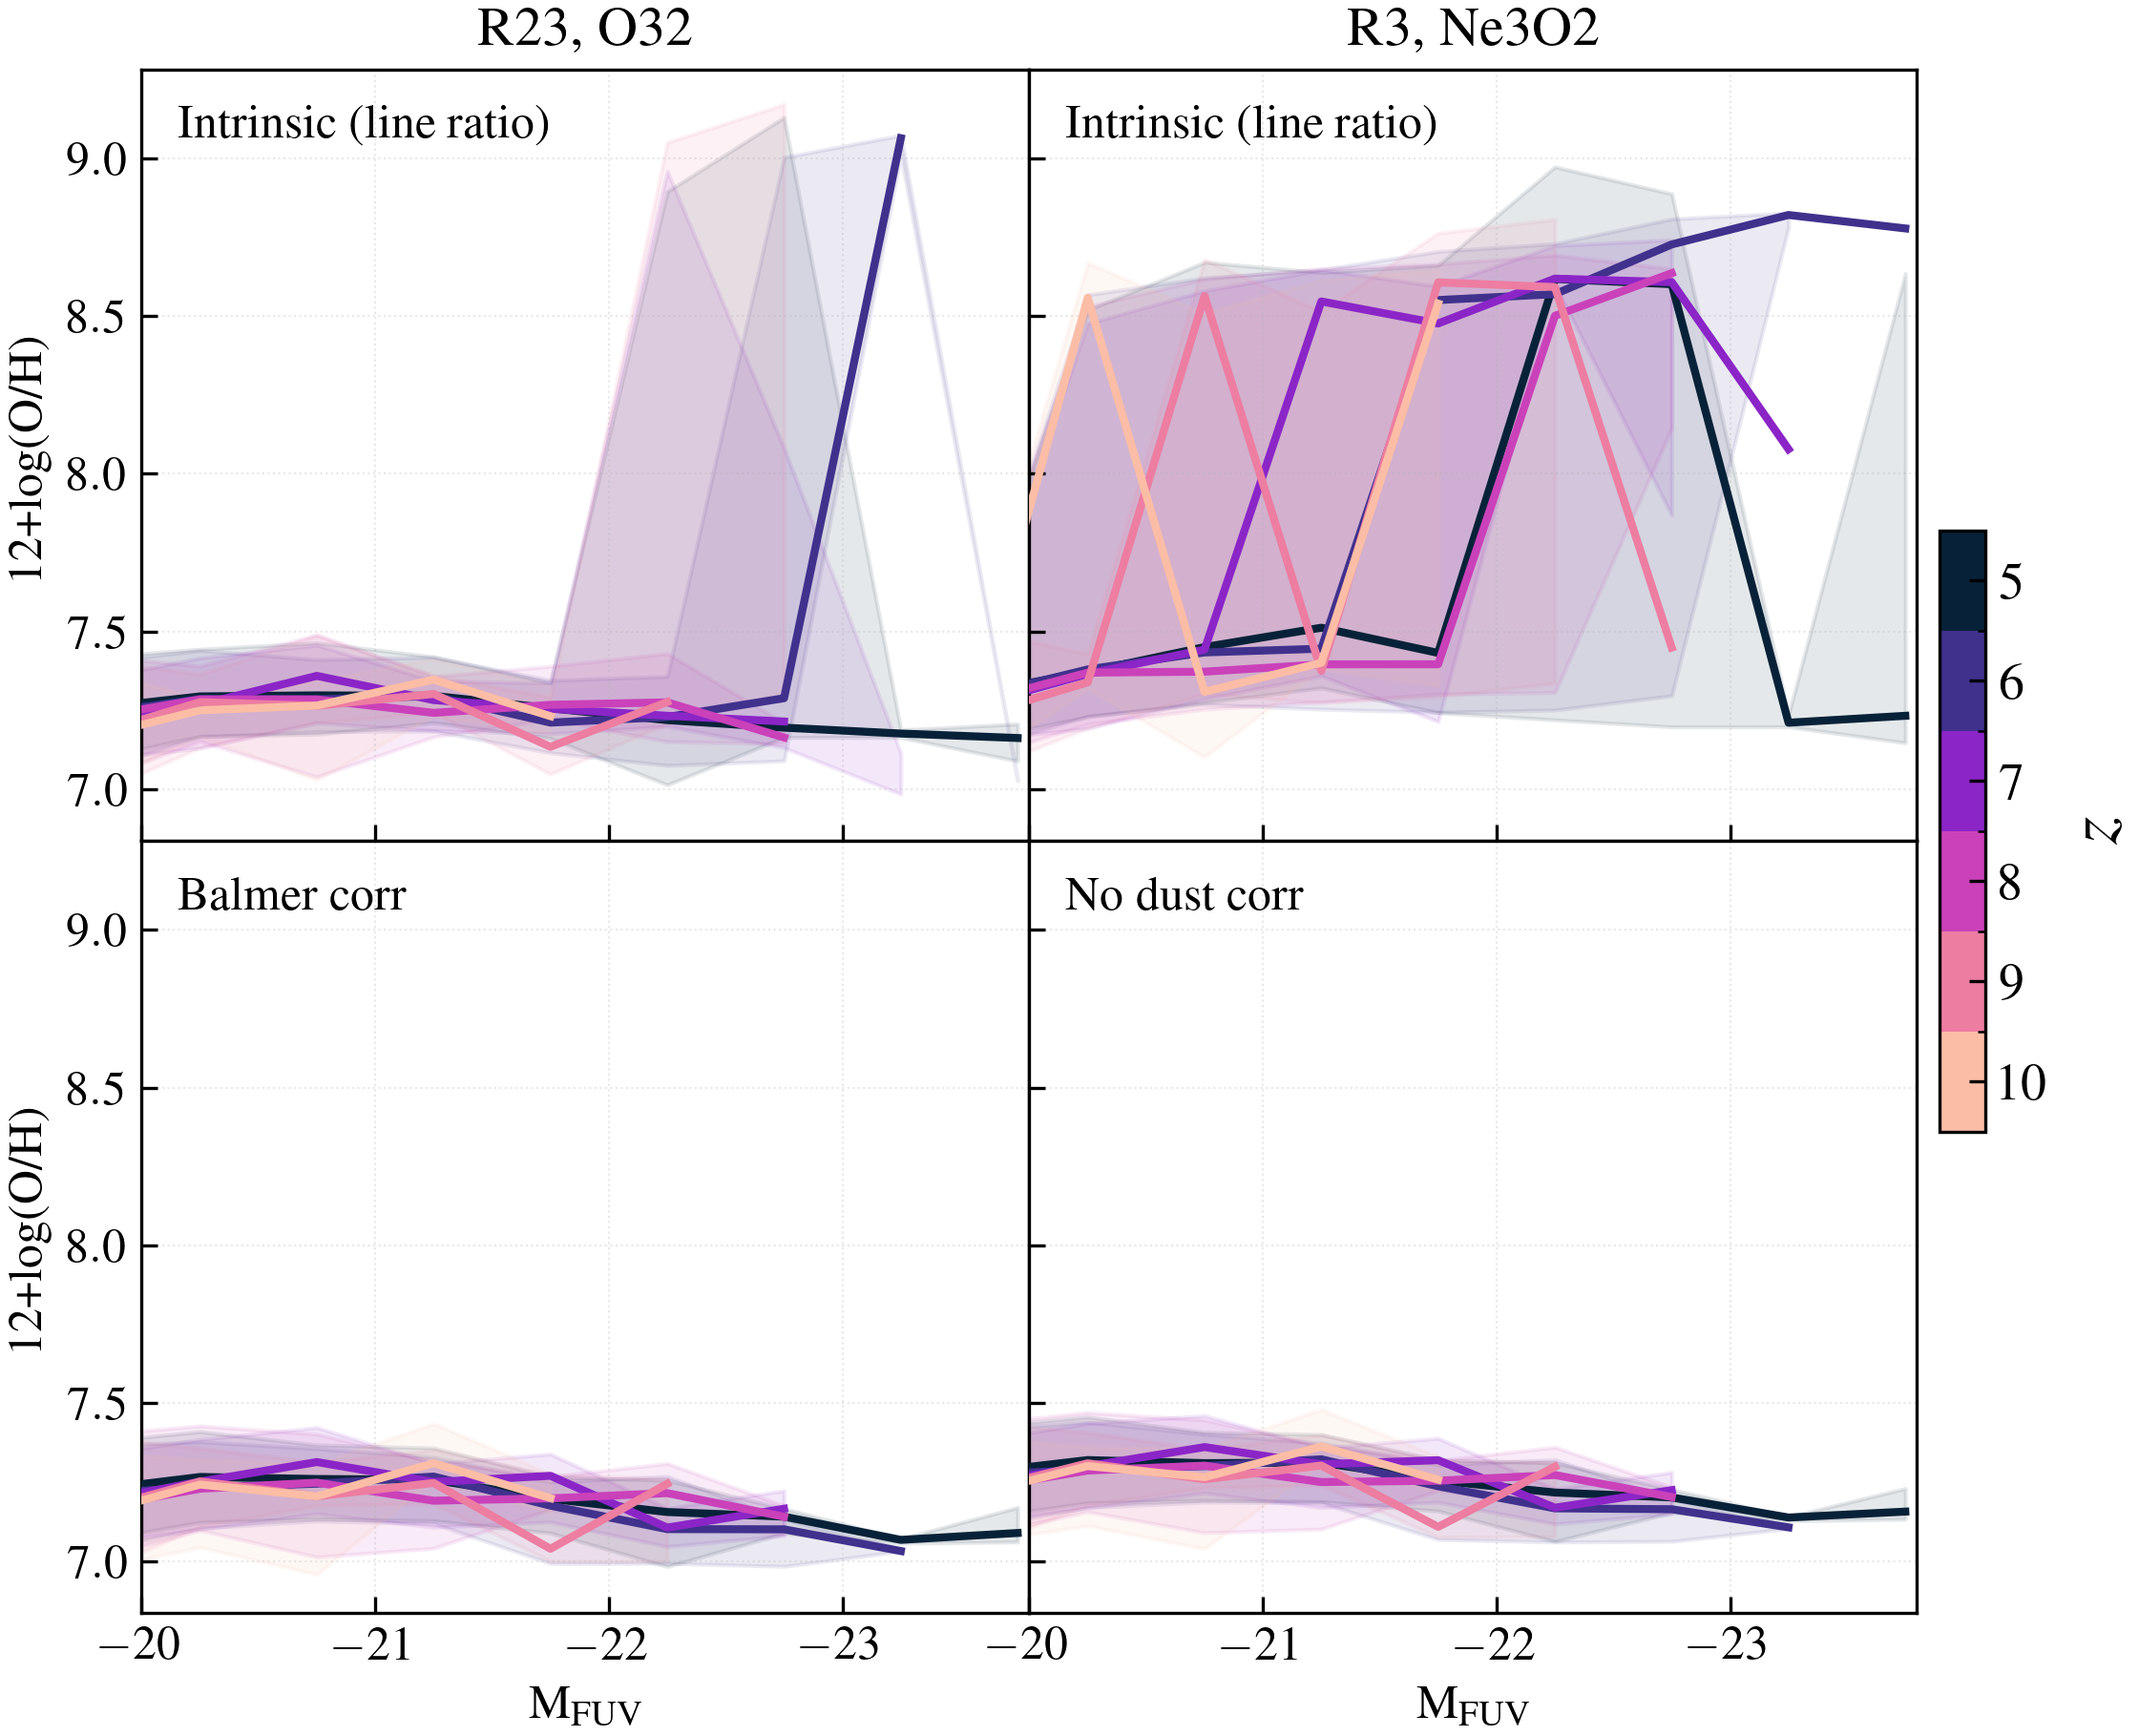 R23, O32
R3, Ne3O2
Intrinsic (line ratio)
Intrinsic (line ratio)
12+log(O/H)
9.0
8.5
8.0
7.5
7.0
Balmer corr
No dust corr
12+log(O/H)
9.0
8.5
8.0
7.5
7.0
−20
−21
−22
−23
−20
−21
−22
−23
M_FUV
M_FUV
5
6
7
8
9
10
z